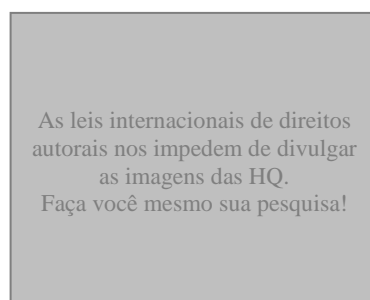 As leis internacionais de direitos
autorais nos impedem de divulgar
as imagens das HQ.
Faça você mesmo sua pesquisa!